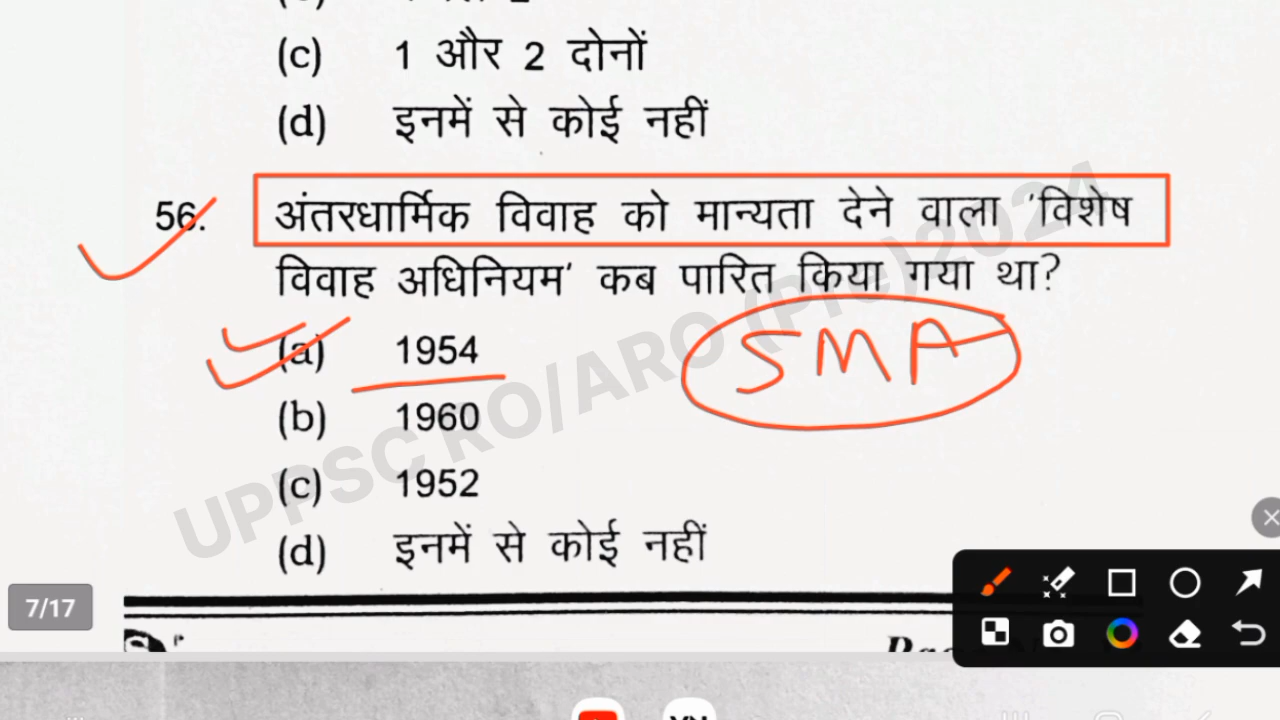 (c) 1 और 2 दोनों
(d) इनमें से कोई नहीं
56. अंतरधार्मिक विवाह को मान्यता देने वाला 'विशेष
विवाह अधिनियम' कब पारित किया गया था?
(a) 1954
SMA
(b) 1960
(c) 1952
(d) इनमें से कोई नहीं
UPPSC RO/ARO (Pre) 2024
7/17